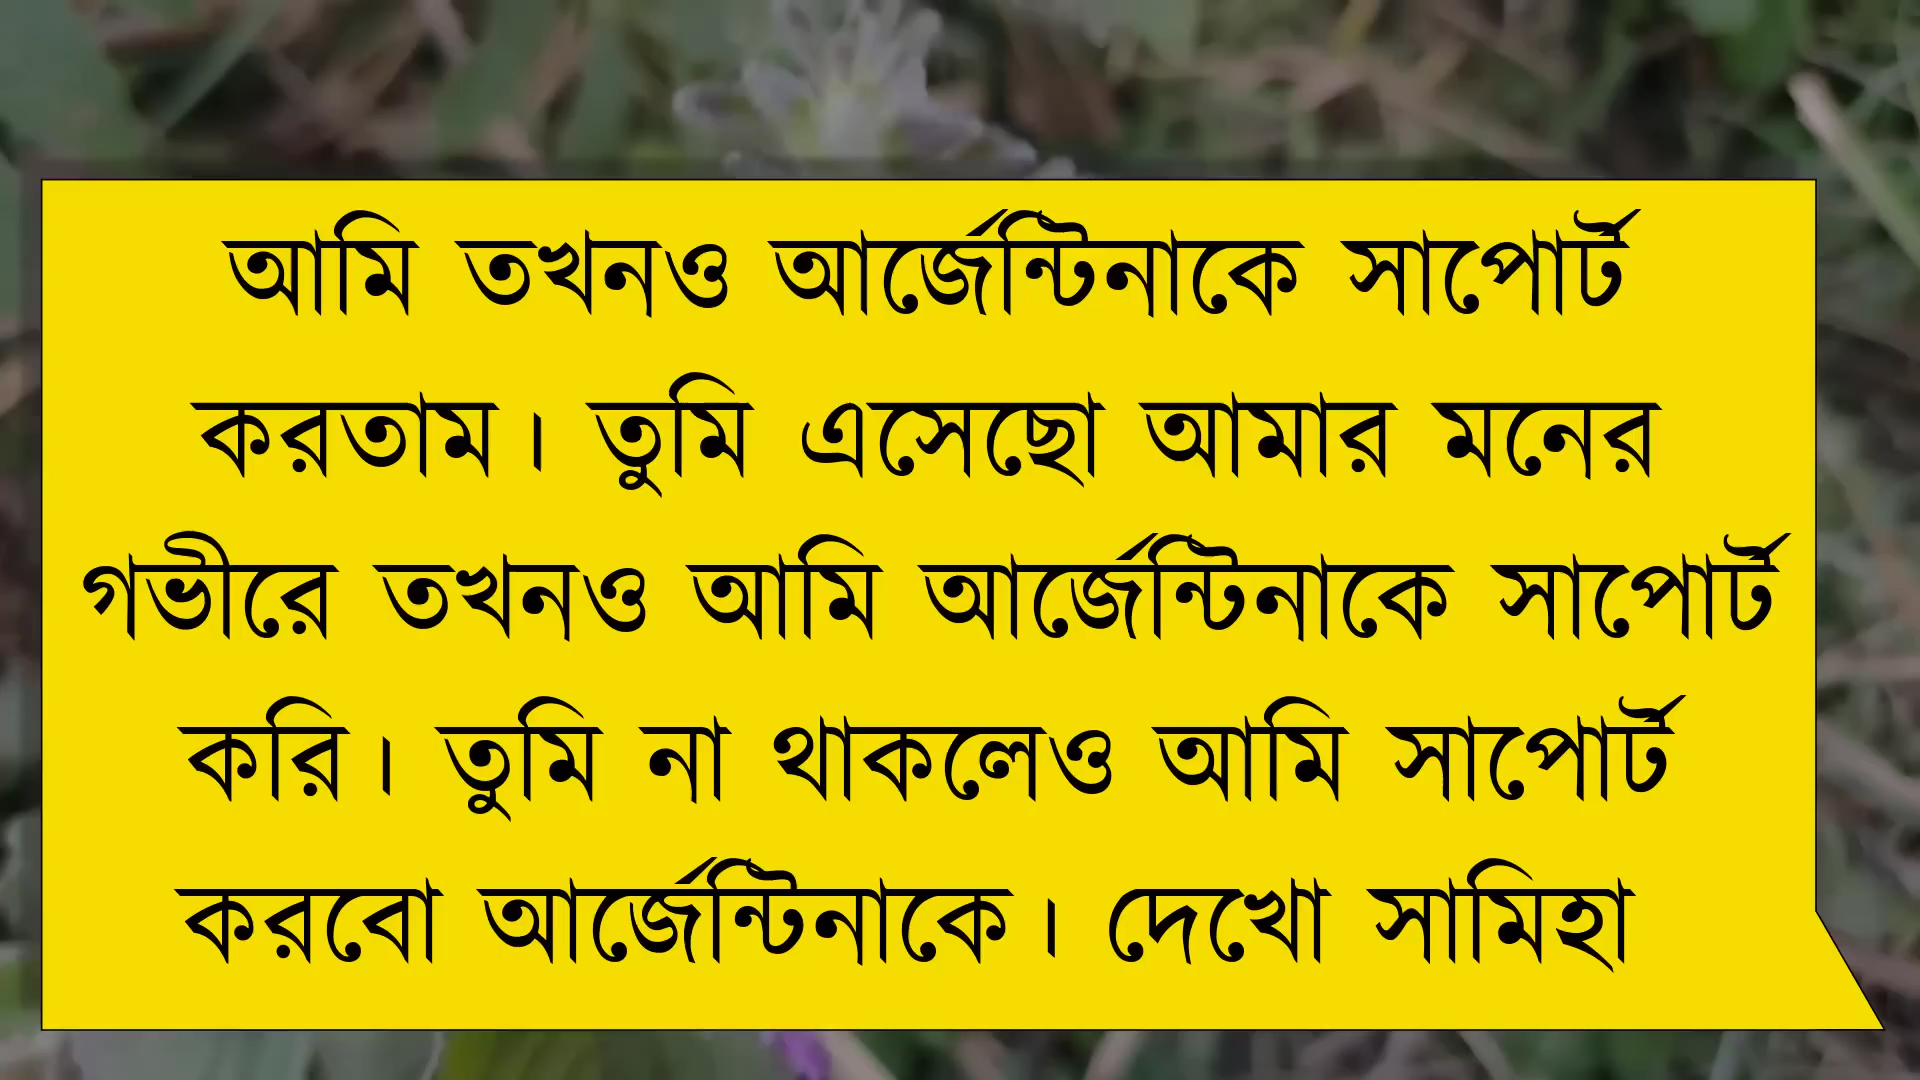 আমি তখনও আর্জেন্টিনাকে সাপোর্ট
করতাম। তুমি এসেছো আমার মনের
গভীরে তখনও আমি আর্জেন্টিনাকে সাপোর্ট
করি। তুমি না থাকলেও আমি সাপোর্ট
করবো আর্জেন্টিনাকে। দেখো সামিহা